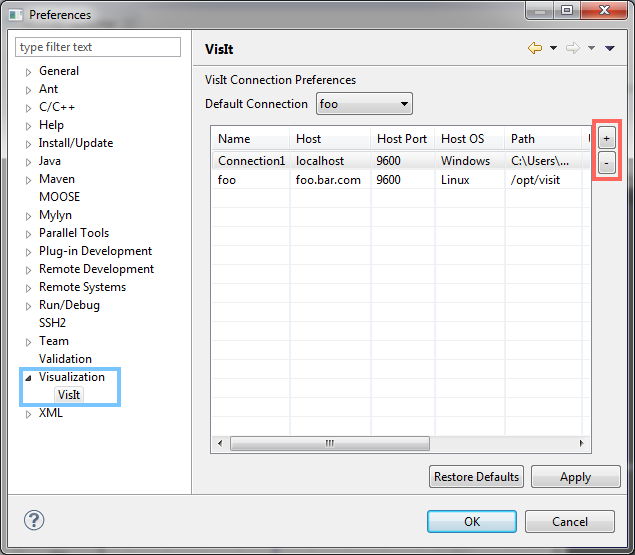 Preferences
type filter text
General
Ant
C/C++
Help
Install/Update
Java
Maven
MOOSE
Mylyn
Parallel Tools
Plug-in Development
Remote Development
Remote Systems
Run/Debug
SSH2
Team
Validation
Visualization
VisIt
XML
VisIt
VisIt Connection Preferences
Default Connection foo
Name Host Host Port Host OS Path
Connection1 localhost 9600 Windows C:\Users\...
foo foo.bar.com 9600 Linux /opt/visit
+
-
Restore Defaults Apply
? OK Cancel